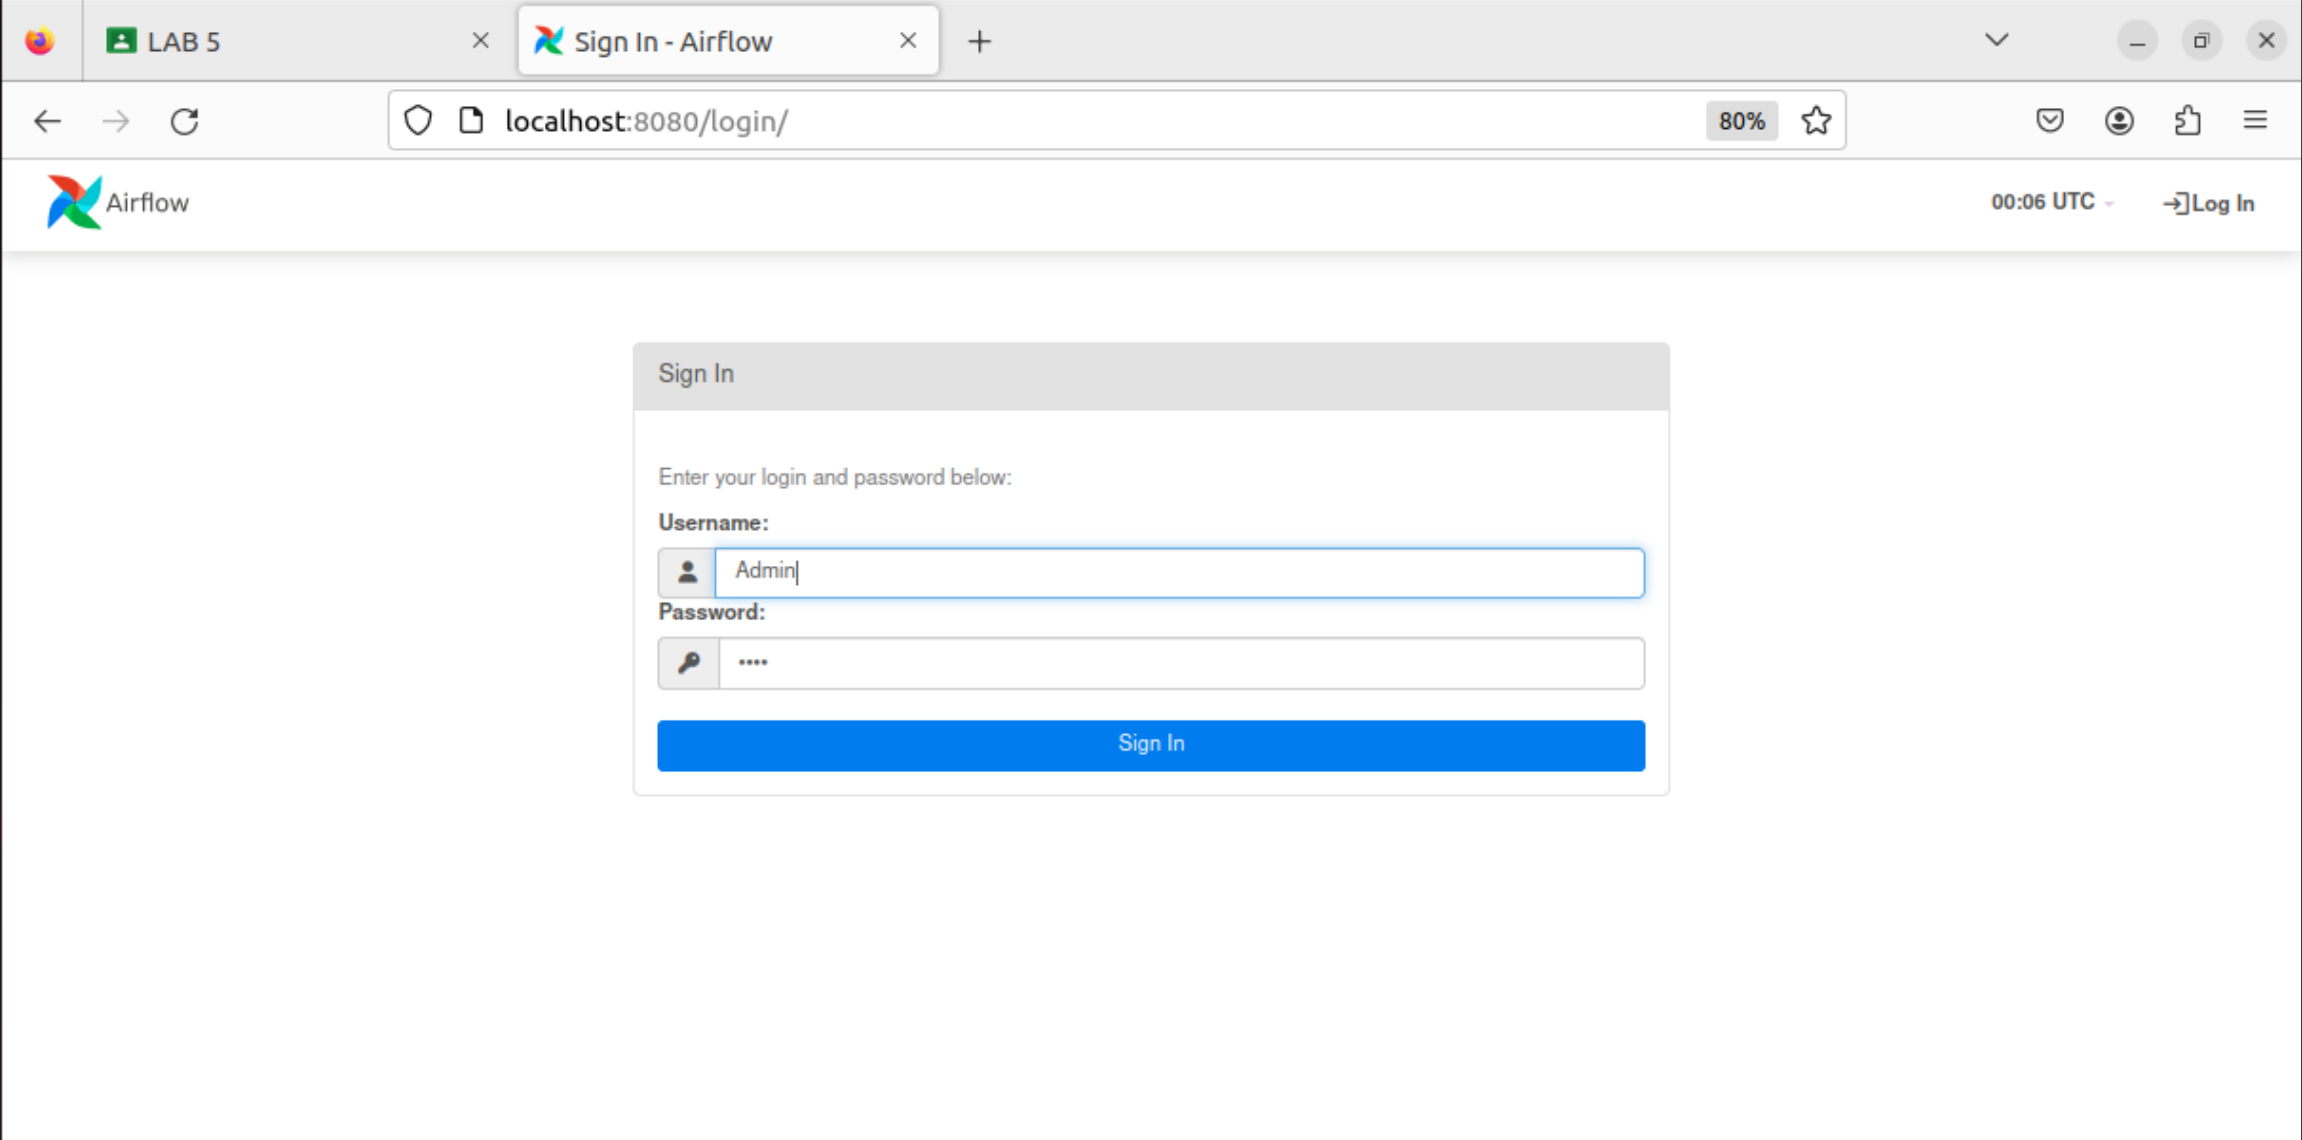 LAB 5
Sign In - Airflow
localhost:8080/login/
80%
Airflow
00:06 UTC
Log In
Sign In
Enter your login and password below:
Username:
Admin
Password:
••••
Sign In